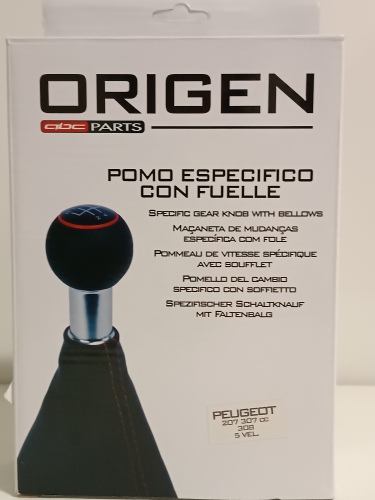 ORIGEN
abc PARTS
POMO ESPECIFICO
CON FUELLE
SPECIFIC GEAR KNOB WITH BELLOWS
MAÇANETA DE MUDANÇAS
ESPECÍFICA COM FOLE
POMMEAU DE VITESSE SPÉCIFIQUE
AVEC SOUFFLET
POMELLO DEL CAMBIO
SPECIFICO CON SOFFIETTO
SPEZIFISCHER SCHALTKNAUF
MIT FALTENBALG
PEUGEOT
207 307 CC
308
5 VEL.